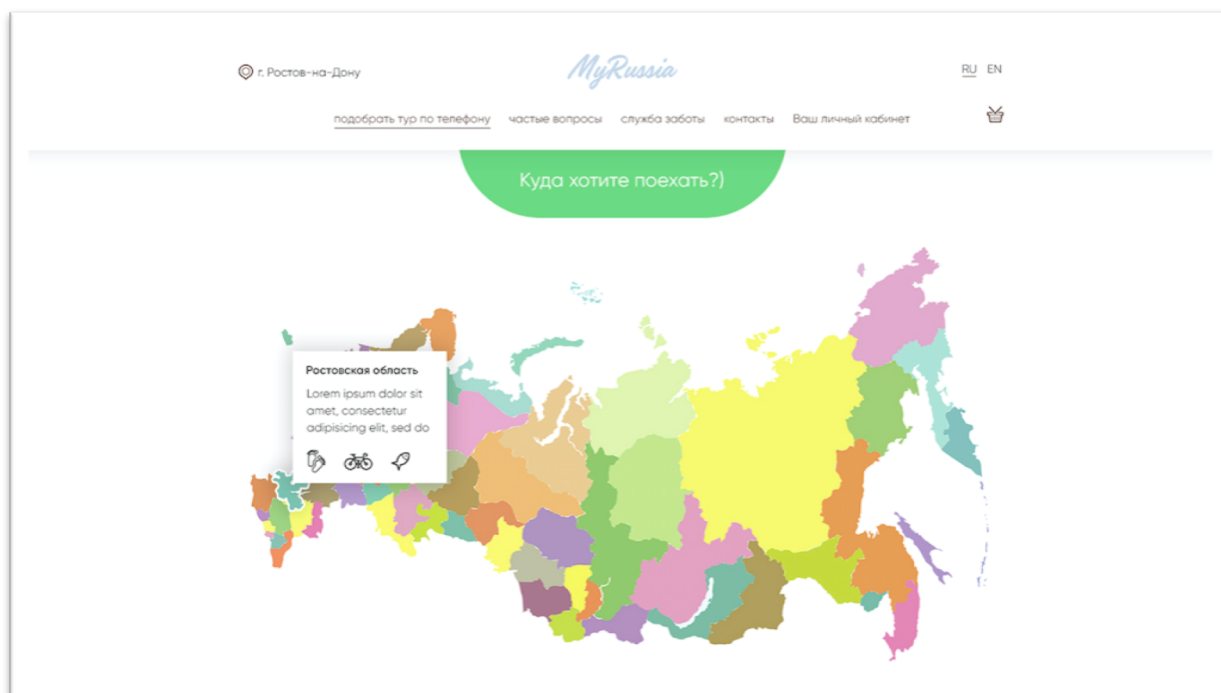 г. Ростов-на-Дону
MyRussia
RU EN
подобрать тур по телефону частые вопросы служба заботы контакты Ваш личный кабинет
Куда хотите поехать?)
Ростовская область
Lorem ipsum dolor sit
amet, consectetur
adipisicing elit, sed do